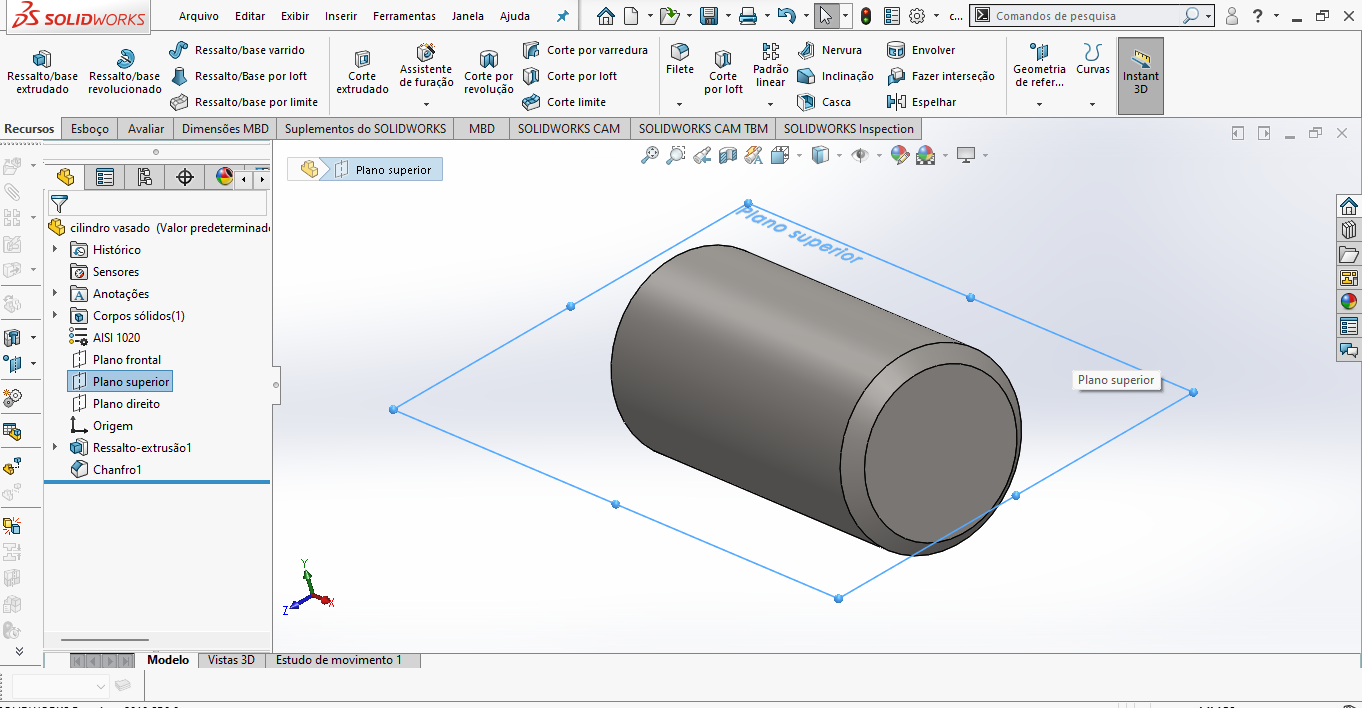 SOLIDWORKS
Arquivo Editar Exibir Inserir Ferramentas Janela Ajuda
c...
Comandos de pesquisa
?
Ressalto/base extrudado
Ressalto/base revolucionado
Ressalto/base varrido
Ressalto/Base por loft
Ressalto/base por limite
Corte extrudado
Assistente de furação
Corte por revolução
Corte por varredura
Corte por loft
Corte limite
Filete
Corte por loft
Padrão linear
Nervura
Inclinação
Casca
Envolver
Fazer interseção
Espelhar
Geometria de refer...
Curvas
Instant 3D
Recursos Esboço Avaliar Dimensões MBD Suplementos do SOLIDWORKS MBD SOLIDWORKS CAM SOLIDWORKS CAM TBM SOLIDWORKS Inspection
Plano superior
cilindro vasado (Valor predeterminad
Histórico
Sensores
Anotações
Corpos sólidos(1)
AISI 1020
Plano frontal
Plano superior
Plano direito
Origem
Ressalto-extrusão1
Chanfro1
Plano superior
Plano superior
Y
Z
X
Modelo Vistas 3D Estudo de movimento 1